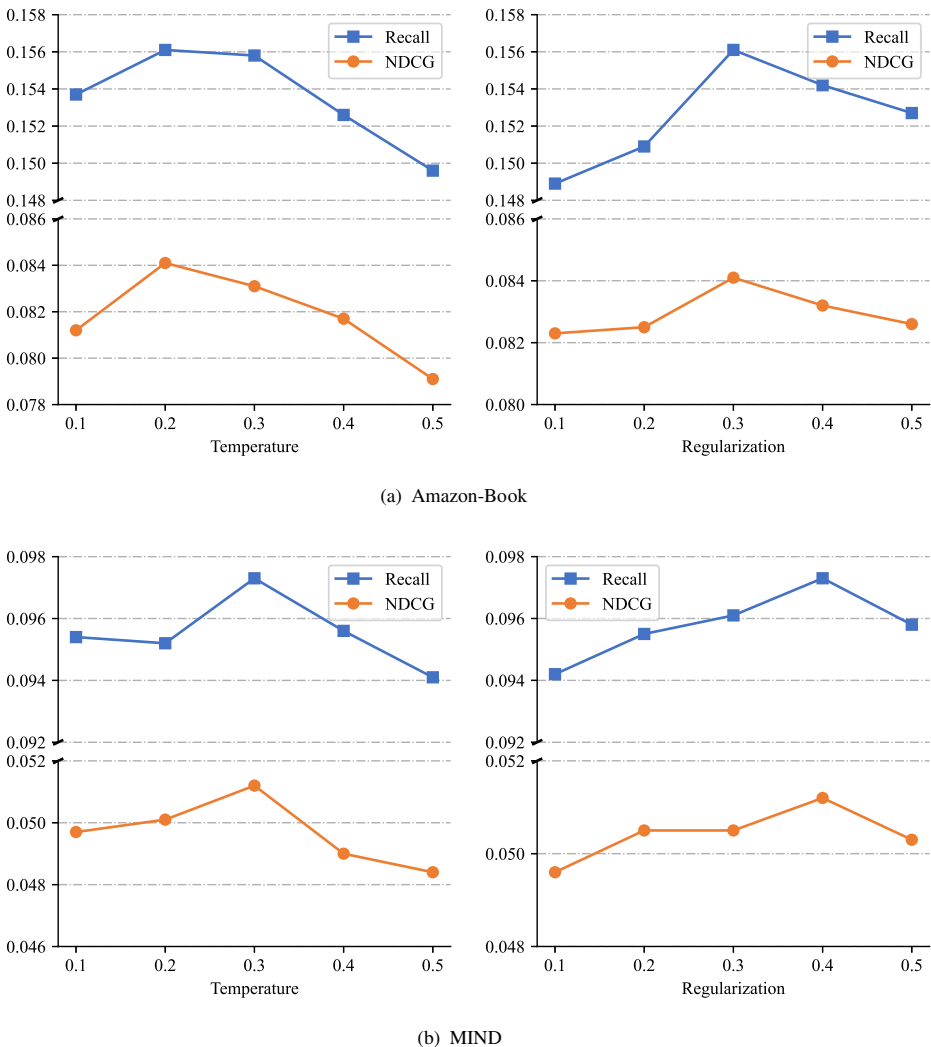 0.158
0.156
0.154
0.152
0.150
0.148
0.086
0.084
0.082
0.080
0.078
Recall
NDCG
0.1 0.2 0.3 0.4 0.5
Temperature
0.158
0.156
0.154
0.152
0.150
0.148
0.086
0.084
0.082
0.080
Recall
NDCG
0.1 0.2 0.3 0.4 0.5
Regularization
(a) Amazon-Book
0.098
0.096
0.094
0.092
0.052
0.050
0.048
0.046
Recall
NDCG
0.1 0.2 0.3 0.4 0.5
Temperature
0.098
0.096
0.094
0.092
0.052
0.050
0.048
Recall
NDCG
0.1 0.2 0.3 0.4 0.5
Regularization
(b) MIND